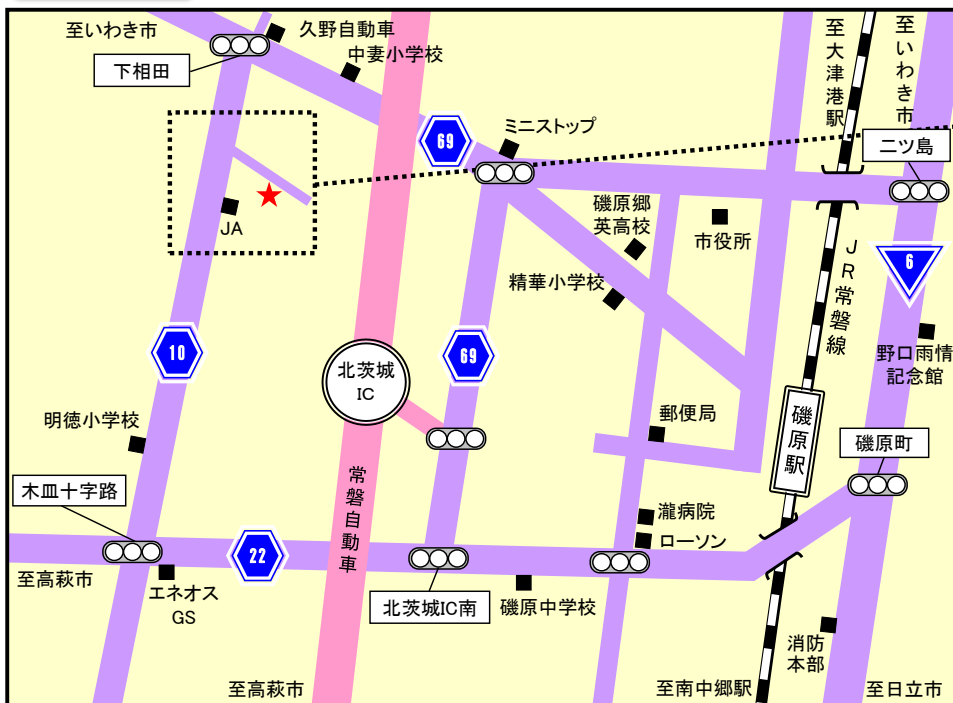 至いわき市
久野自動車
中妻小学校
下相田
69
ミニストップ
至大津港駅
至いわき市
二ツ島
JA
磯原郷
英高校
市役所
精華小学校
JR常磐線
6
10
北茨城
IC
69
野口雨情
記念館
明徳小学校
郵便局
磯原駅
磯原町
木皿十字路
常磐自動車
瀧病院
ローソン
22
至高萩市
エネオス
GS
北茨城IC南
磯原中学校
消防
本部
至高萩市
至南中郷駅
至日立市